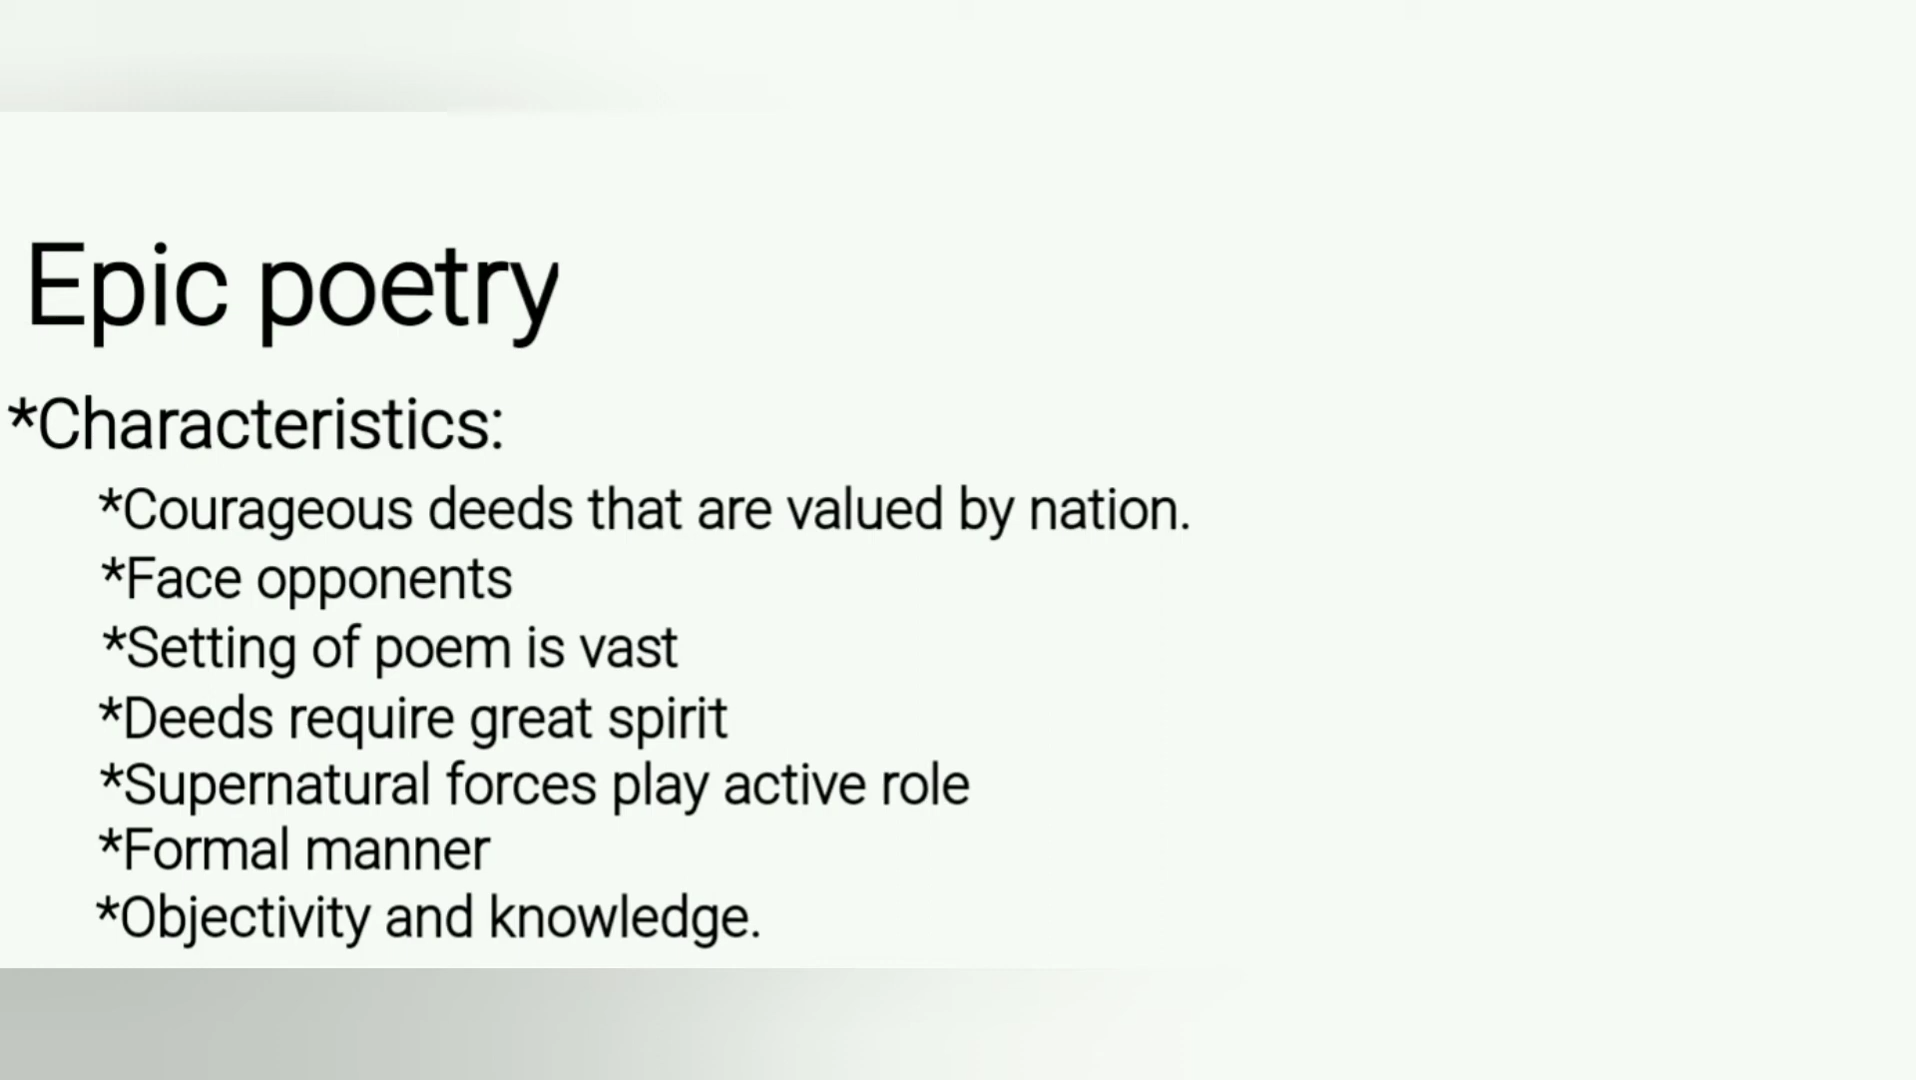 Epic poetry
*Characteristics:
*Courageous deeds that are valued by nation.
*Face opponents
*Setting of poem is vast
*Deeds require great spirit
*Supernatural forces play active role
*Formal manner
*Objectivity and knowledge.